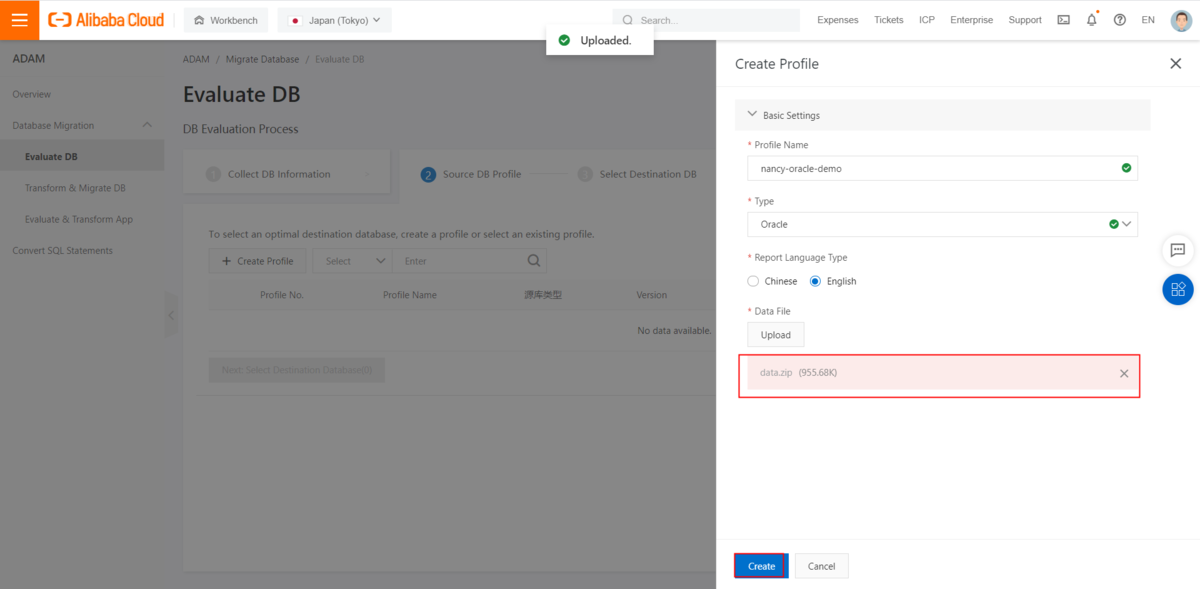 Alibaba Cloud
Workbench
Japan (Tokyo)
Search...
Expenses
Tickets
ICP
Enterprise
Support
EN
Uploaded.
ADAM
Overview
Database Migration
Evaluate DB
Transform & Migrate DB
Evaluate & Transform App
Convert SQL Statements
ADAM / Migrate Database / Evaluate DB
Evaluate DB
DB Evaluation Process
1 Collect DB Information
2 Source DB Profile
3 Select Destination DB
To select an optimal destination database, create a profile or select an existing profile.
+ Create Profile
Select
Enter
Profile No.
Profile Name
源库类型
Version
No data available.
Next: Select Destination Database(0)
Create Profile
Basic Settings
* Profile Name
nancy-oracle-demo
* Type
Oracle
* Report Language Type
Chinese
English
* Data File
Upload
data.zip (955.68K)
Create
Cancel